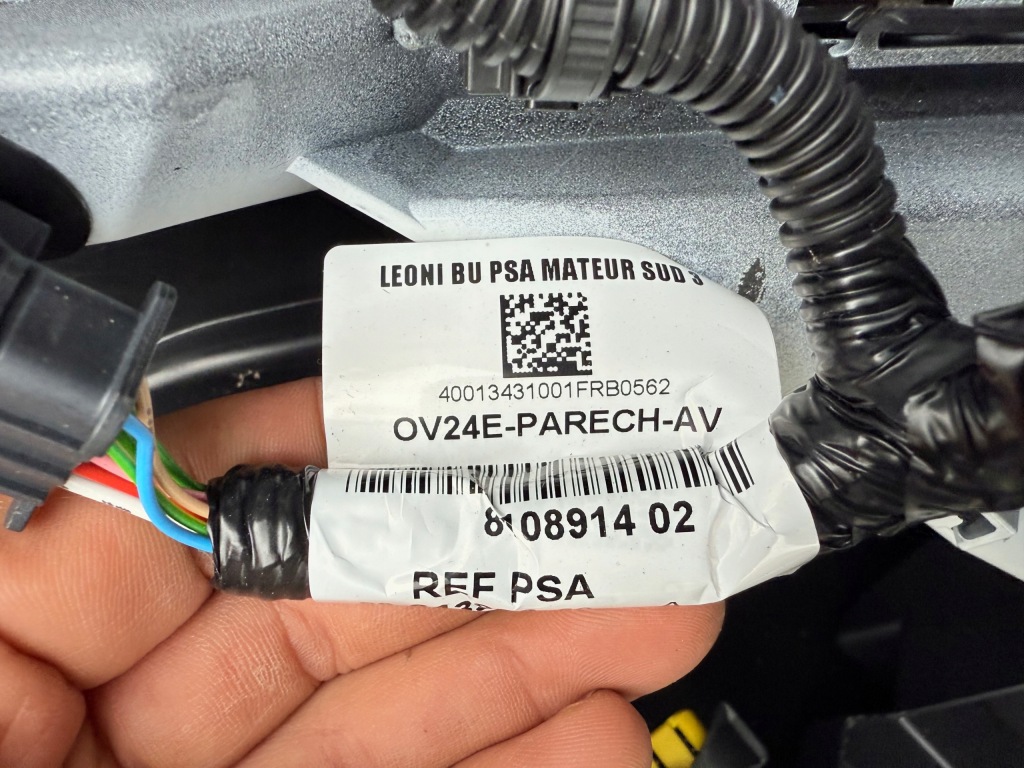 LEONI BU PSA MATEUR SUD 3
40013431001FRB0562
OV24E-PARECH-AV
8108914 02
REF PSA